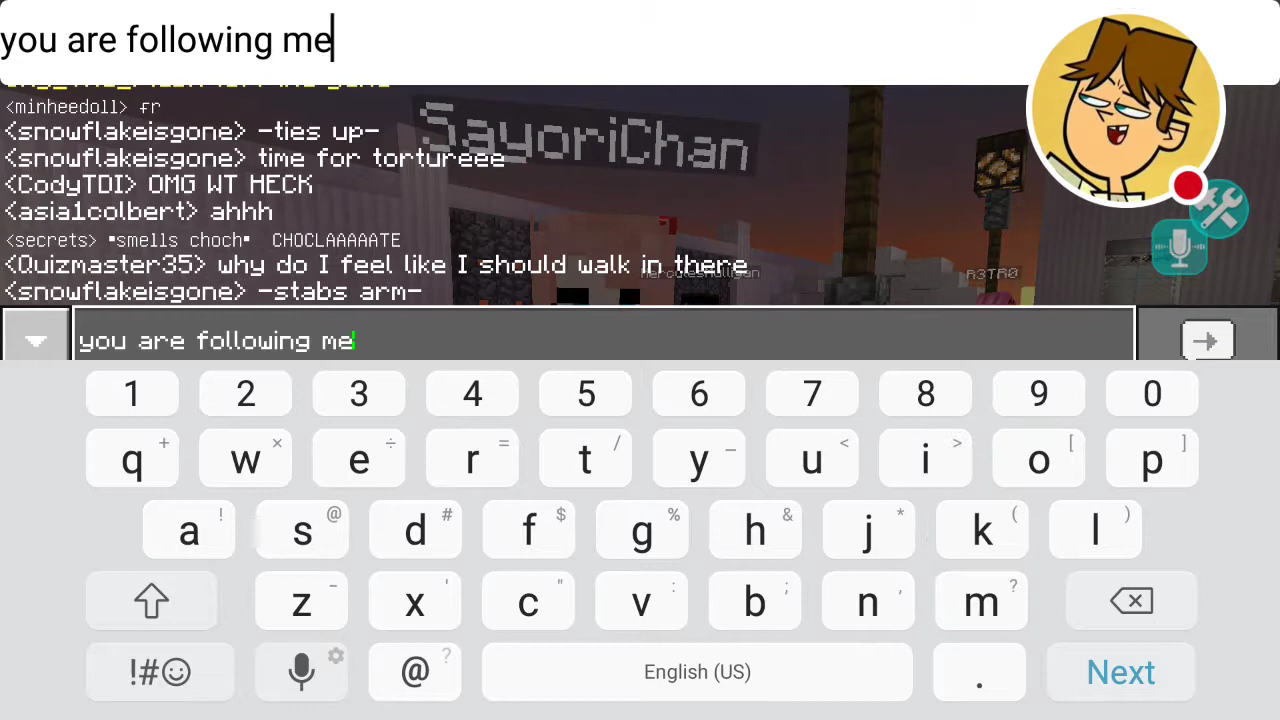 you are following me
<minheedoll> fr
<snowflakeisgone> -ties up-
SayoriChan
<snowflakeisgone> time for tortureee
<CodyTDI> OMG WT HECK
<asia1colbert> ahhh
<secrets> *smells choch* CHOCLAAAAATE
<Quizmaster35> why do I feel like I should walk in there
herculesmulligan
R3TR0
<snowflakeisgone> -stabs arm-
you are following me
1 2 3 4 5 6 7 8 9 0
+ × ÷ = / _ < > [ ]
q w e r t y u i o p
! @ # $ % & * ( )
a s d f g h j k l
- ' " : ; , ?
z x c v b n m
!#☺ @ ? English (US) . Next